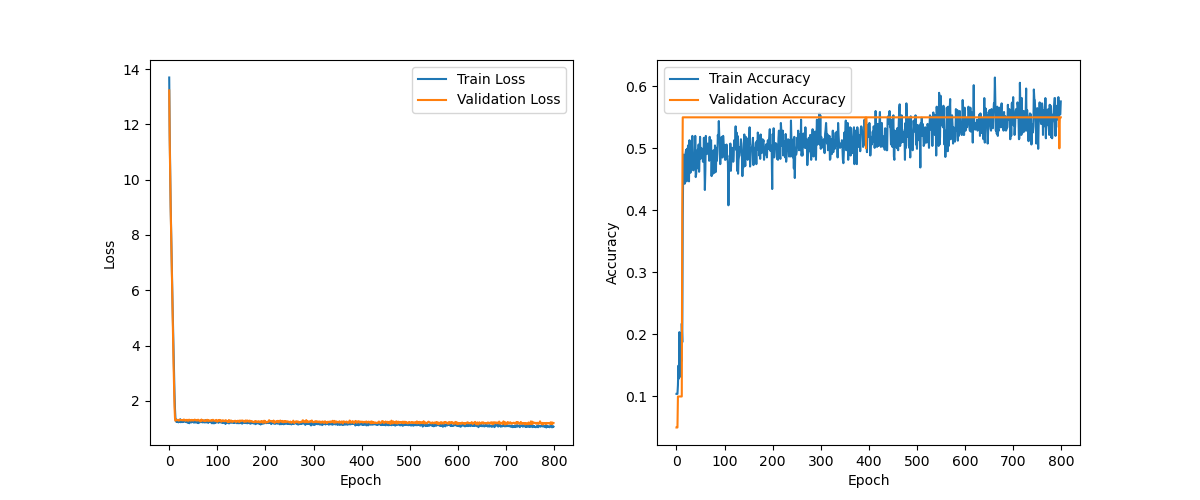 14
12
10
8
6
4
2
Loss
0 100 200 300 400 500 600 700 800
Epoch
Train Loss
Validation Loss
0.6
0.5
0.4
0.3
0.2
0.1
Accuracy
0 100 200 300 400 500 600 700 800
Epoch
Train Accuracy
Validation Accuracy